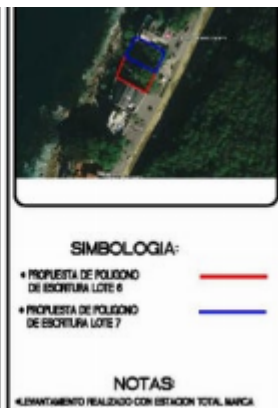 SIMBOLOGIA:
• PROPUESTA DE POLIGONO
DE ESCRITURA LOTE 6
• PROPUESTA DE POLIGONO
DE ESCRITURA LOTE 7
NOTAS:
•LEVANTAMIENTO REALIZADO CON ESTACION TOTAL MARCA